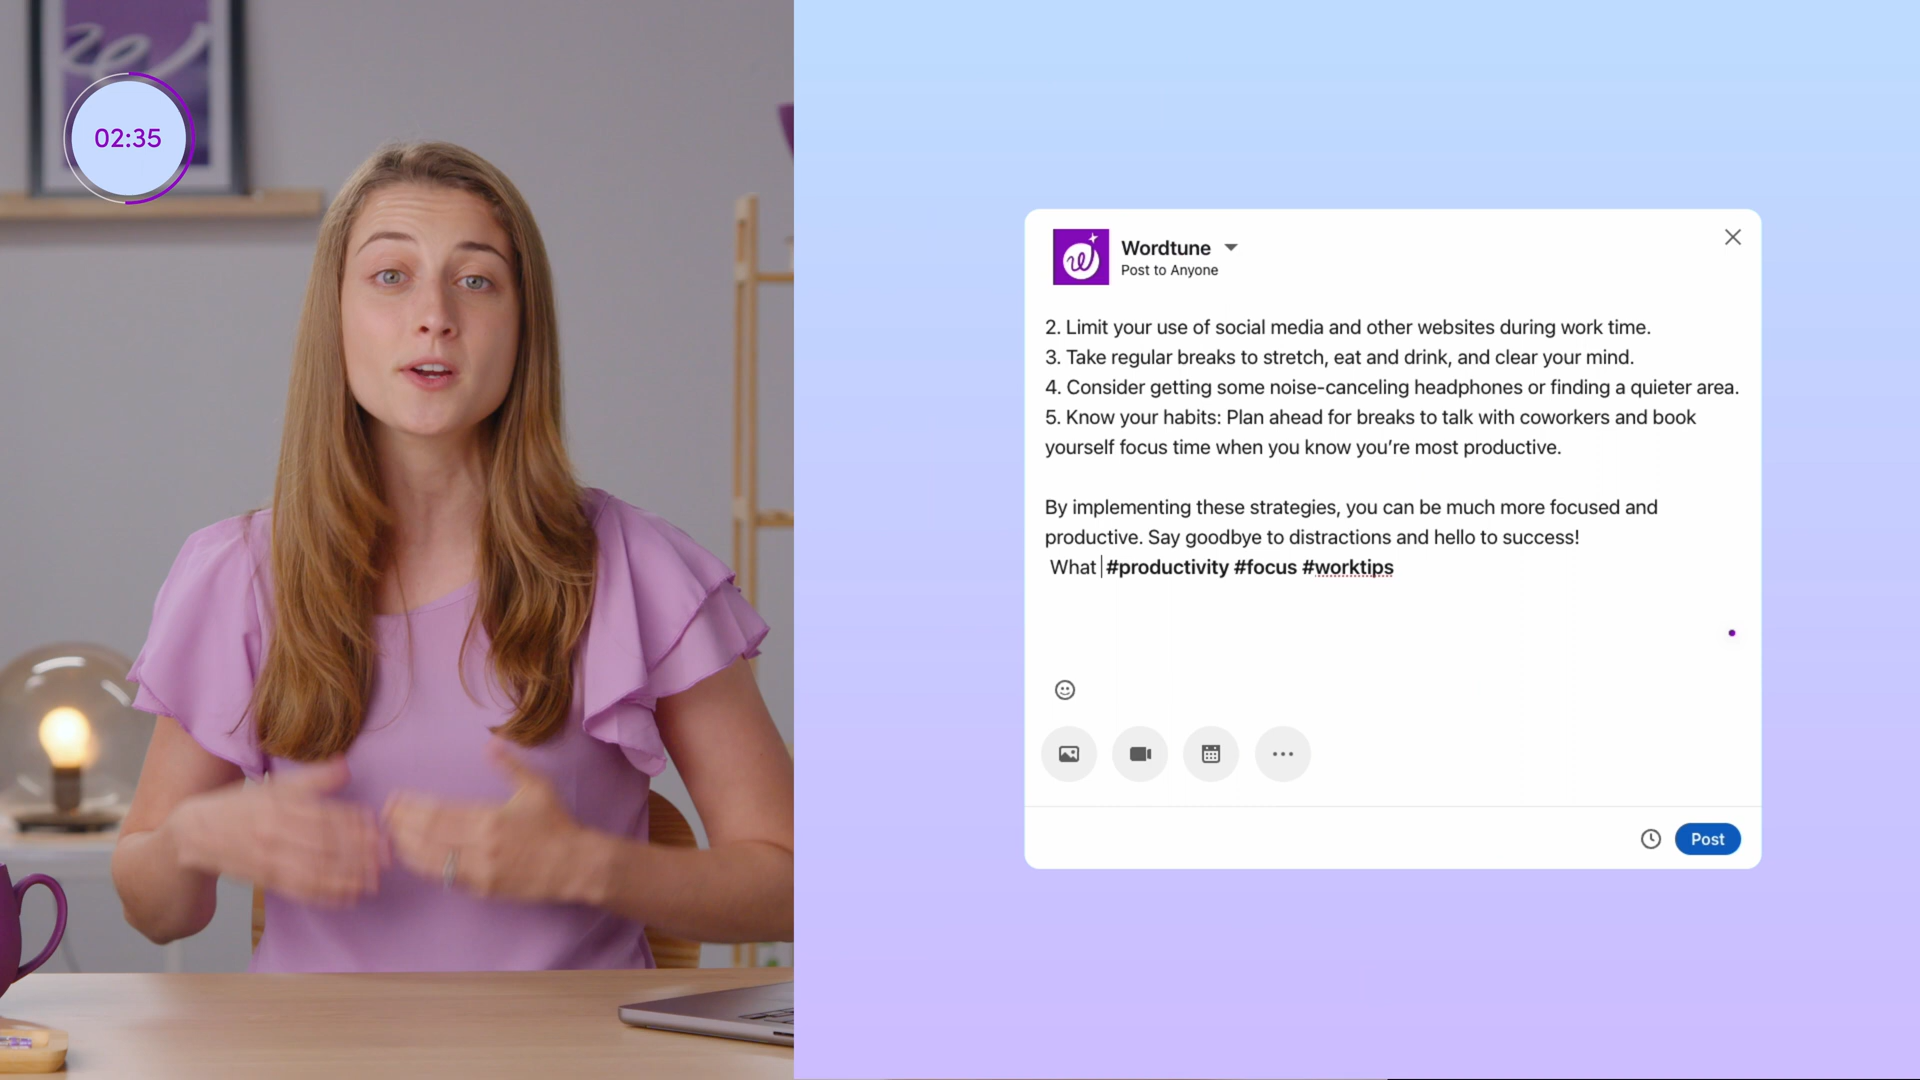 02:35
Wordtune
Post to Anyone
2. Limit your use of social media and other websites during work time.
3. Take regular breaks to stretch, eat and drink, and clear your mind.
4. Consider getting some noise-canceling headphones or finding a quieter area.
5. Know your habits: Plan ahead for breaks to talk with coworkers and book
yourself focus time when you know you’re most productive.
By implementing these strategies, you can be much more focused and
productive. Say goodbye to distractions and hello to success!
What #productivity #focus #worktips
Post